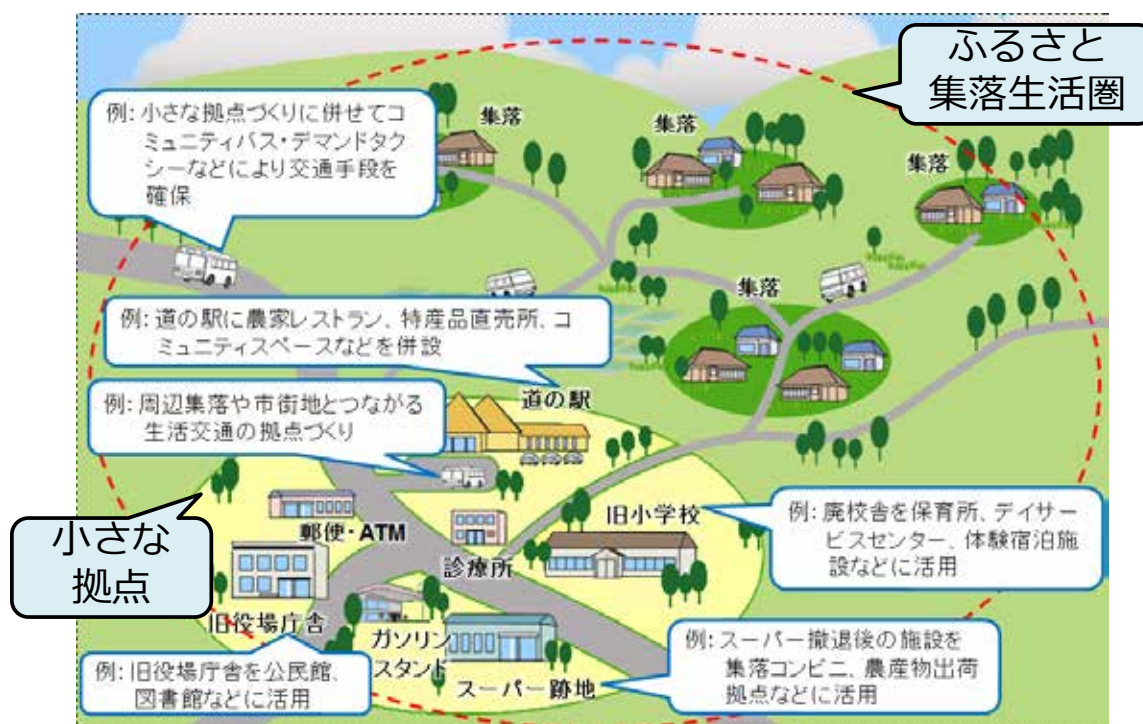 ふるさと
集落生活圏
例：小さな拠点づくりに併せてコ
ミュニティバス・デマンドタク
シーなどにより交通手段を
確保
集落
集落
集落
集落
例：道の駅に農家レストラン、特産品直売所、コ
ミュニティスペースなどを併設
道の駅
例：周辺集落や市街地とつながる
生活交通の拠点づくり
小さな
拠点
郵便・ATM
旧小学校
診療所
例：廃校舎を保育所、デイサー
ビスセンター、体験宿泊施
設などに活用
旧役場庁舎
ガソリン
スタンド
スーパー跡地
例：旧役場庁舎を公民館、
図書館などに活用
例：スーパー撤退後の施設を
集落コンビニ、農産物出荷
拠点などに活用